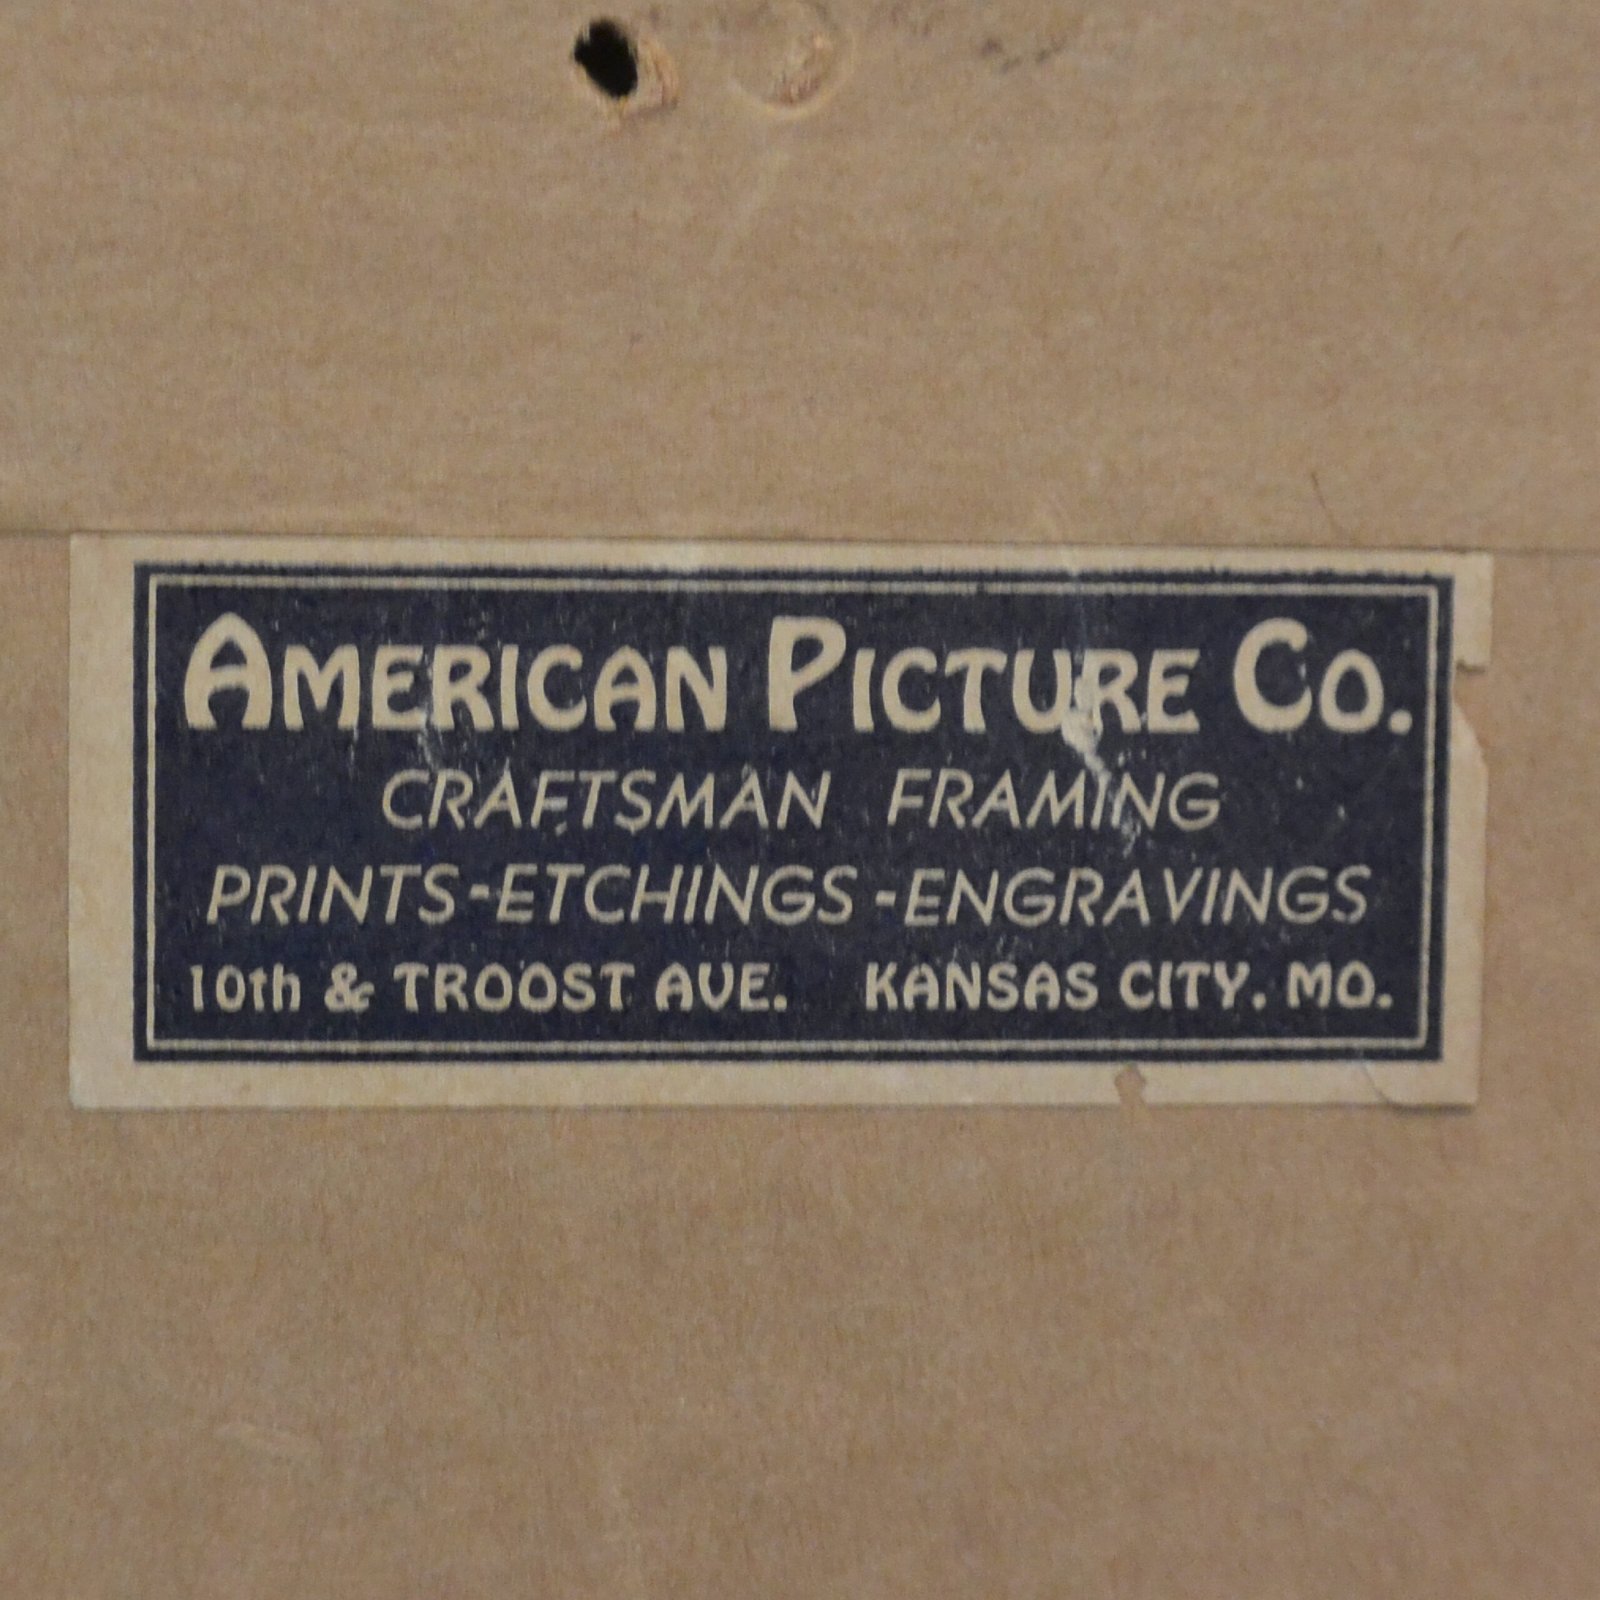 AMERICAN PICTURE CO.
CRAFTSMAN FRAMING
PRINTS-ETCHINGS-ENGRAVINGS
10th & TROOST AVE. KANSAS CITY. MO.